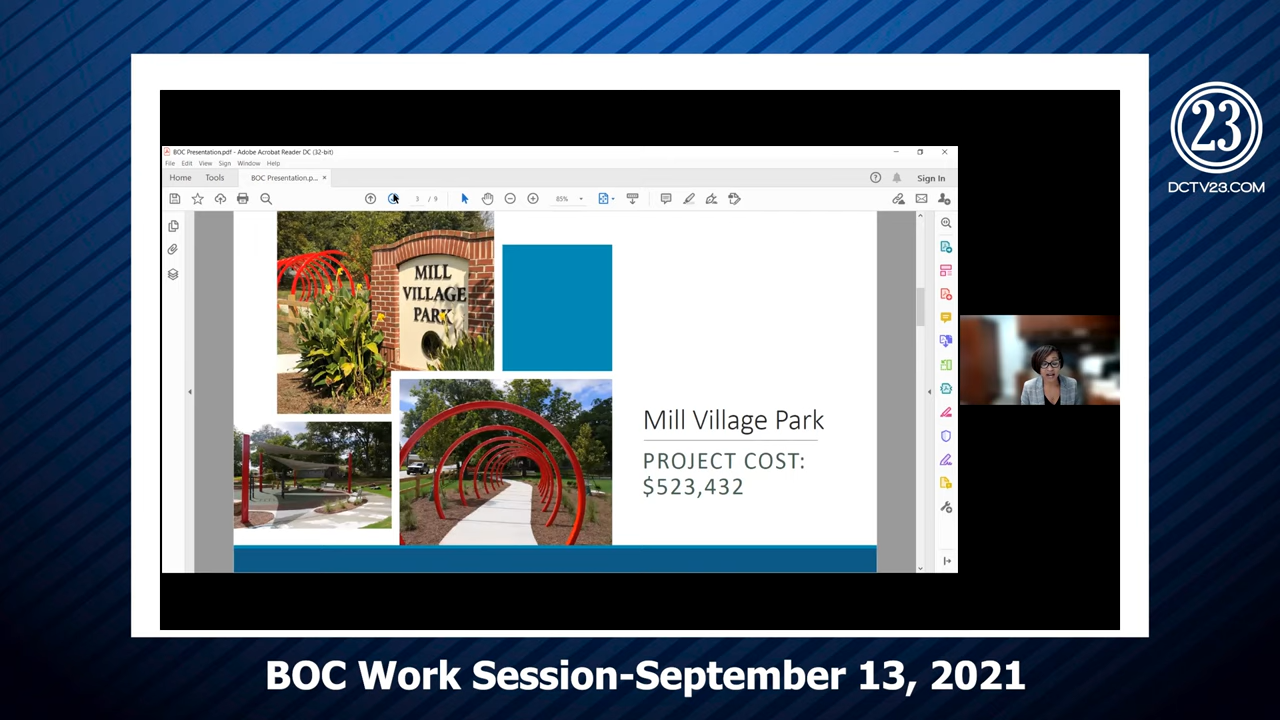 23
DCTV23.COM
BOC Presentation.pdf - Adobe Acrobat Reader DC (32-bit)
File Edit View Sign Window Help
Home Tools BOC Presentation.p... ×
Sign In
3 / 9
85%
MILL
VILLAGE
PARK
Mill Village Park
PROJECT COST:
$523,432
BOC Work Session-September 13, 2021